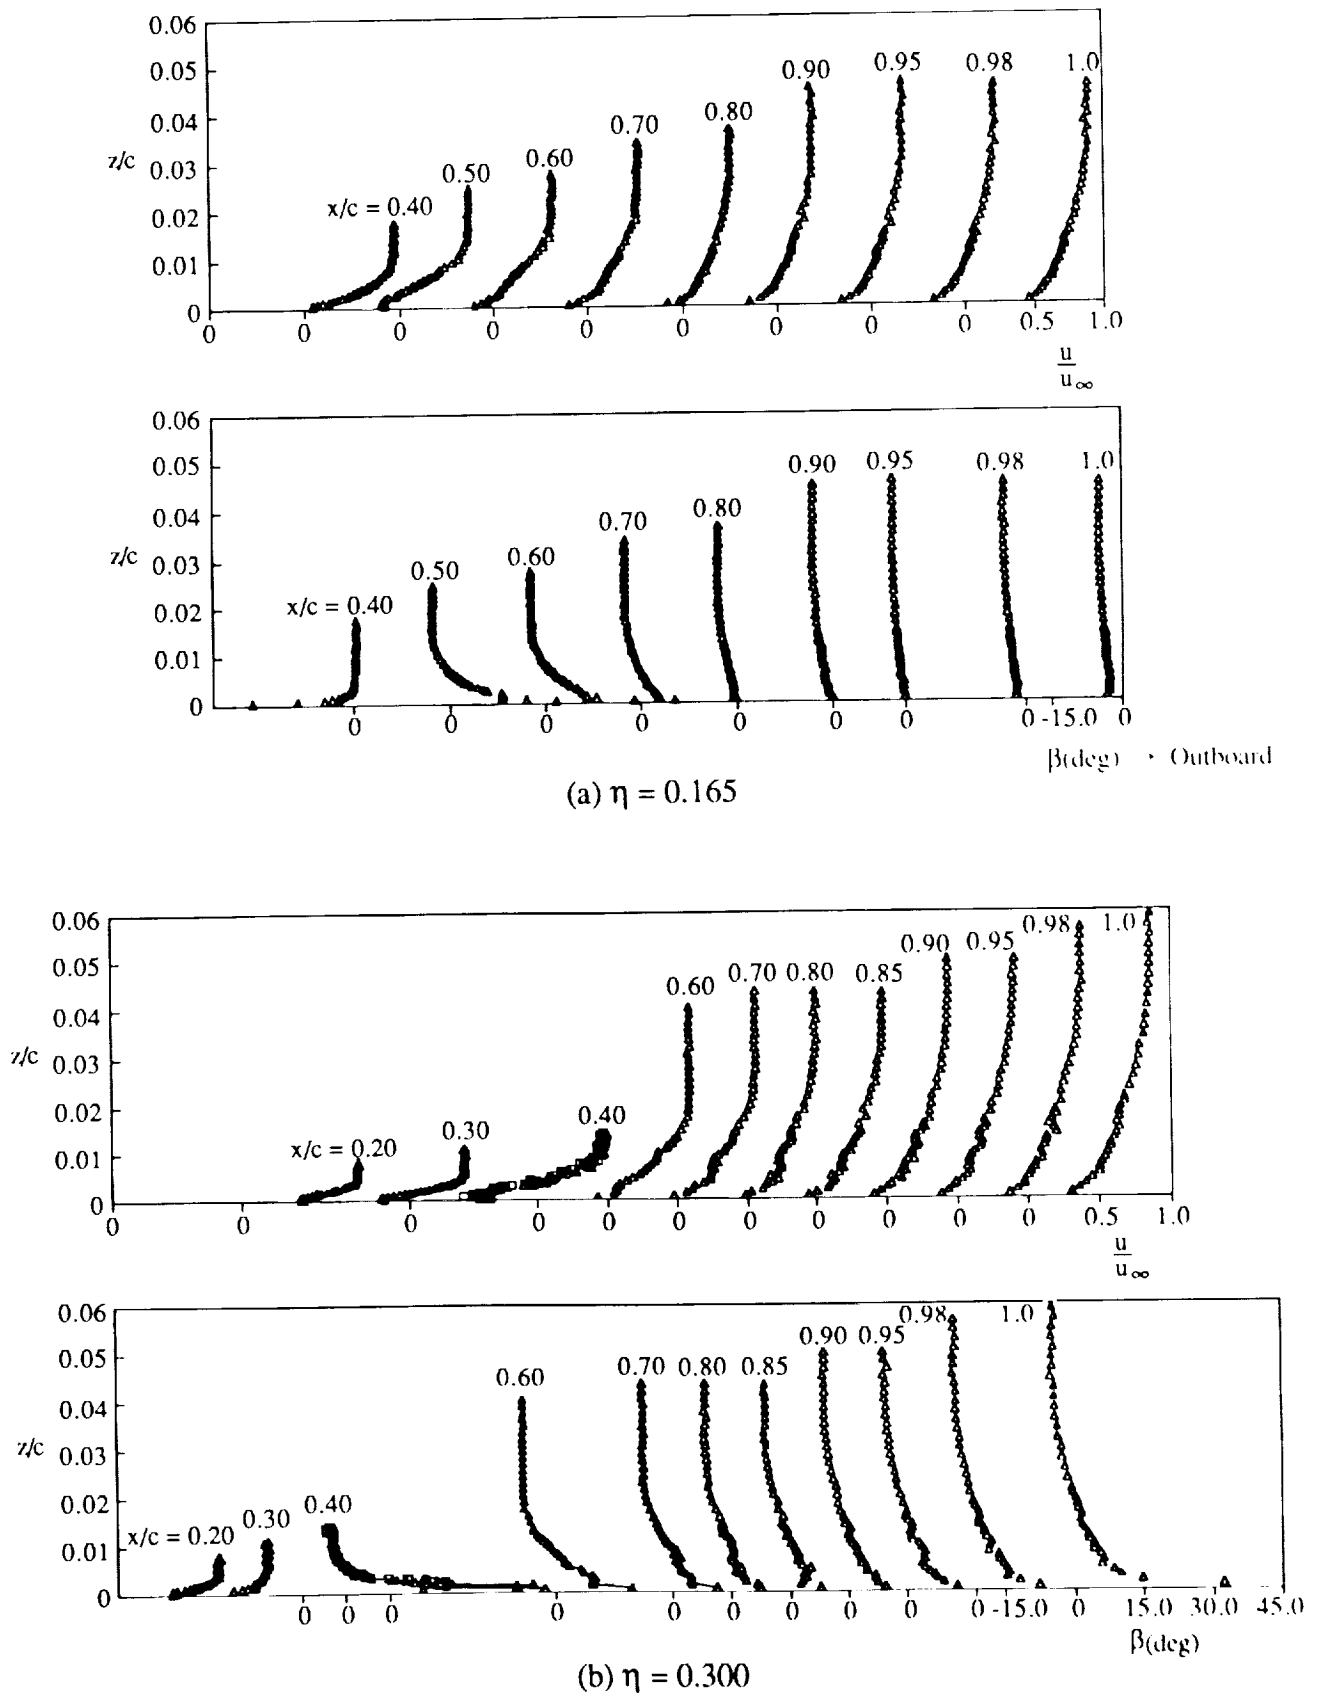 0.06
0.05
0.04
z/c 0.03
0.02
0.01
0
x/c = 0.40 0.50 0.60 0.70 0.80 0.90 0.95 0.98 1.0
0 0 0 0 0 0 0 0 0 0.5 1.0
u
u∞
0.06
0.05
0.04
z/c 0.03
0.02
0.01
0
x/c = 0.40 0.50 0.60 0.70 0.80 0.90 0.95 0.98 1.0
0 0 0 0 0 0 0 0 -15.0 0
β(deg) → Outboard
(a) η = 0.165
0.06
0.05
0.04
z/c 0.03
0.02
0.01
0
x/c = 0.20 0.30 0.40 0.60 0.70 0.80 0.85 0.90 0.95 0.98 1.0
0 0 0 0 0 0 0 0 0 0 0 0.5 1.0
u
u∞
0.06
0.05
0.04
z/c 0.03
0.02
0.01
0
x/c = 0.20 0.30 0.40 0.60 0.70 0.80 0.85 0.90 0.95 0.98 1.0
0 0 0 0 0 0 0 0 0 0 -15.0 0 15.0 30.0 45.0
β(deg)
(b) η = 0.300